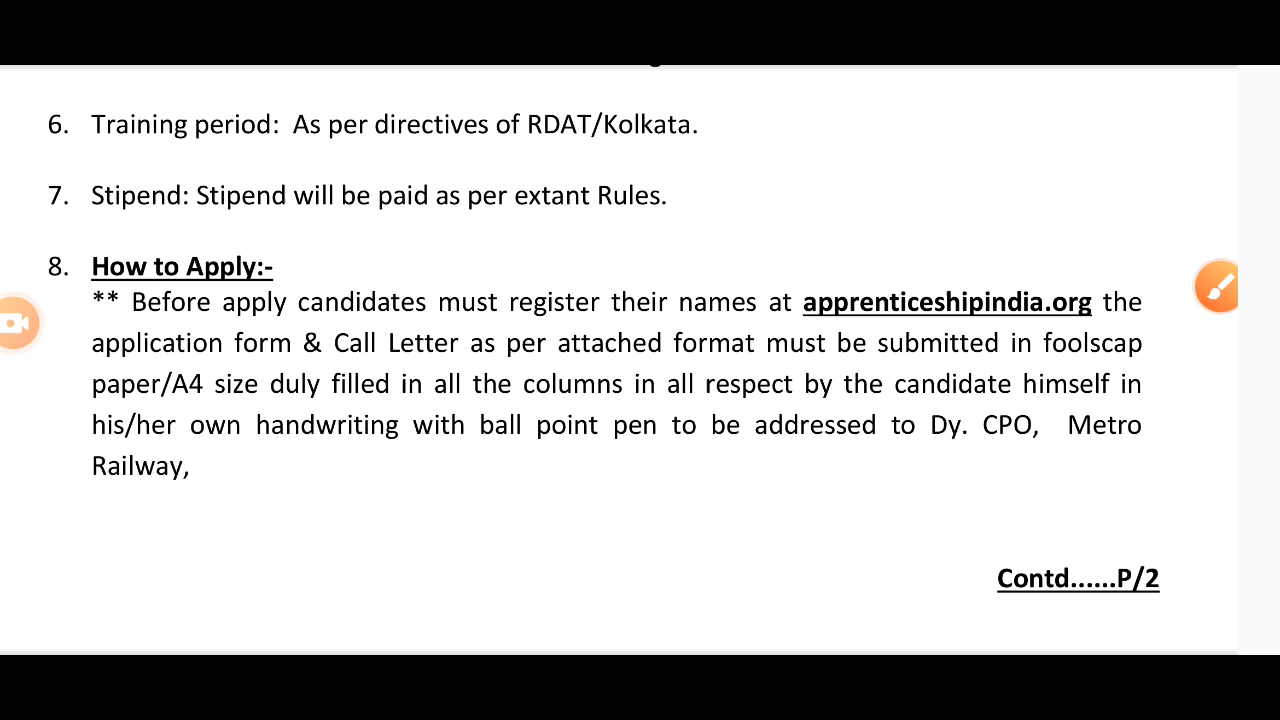 6. Training period: As per directives of RDAT/Kolkata.
7. Stipend: Stipend will be paid as per extant Rules.
8. How to Apply:-
** Before apply candidates must register their names at apprenticeshipindia.org the
application form & Call Letter as per attached format must be submitted in foolscap
paper/A4 size duly filled in all the columns in all respect by the candidate himself in
his/her own handwriting with ball point pen to be addressed to Dy. CPO, Metro
Railway,
Contd......P/2